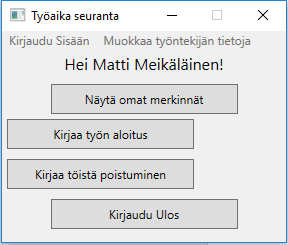 Työaika seuranta
Kirjaudu Sisään Muokkaa työntekijän tietoja
Hei Matti Meikäläinen!
Näytä omat merkinnät
Kirjaa työn aloitus
Kirjaa töistä poistuminen
Kirjaudu Ulos